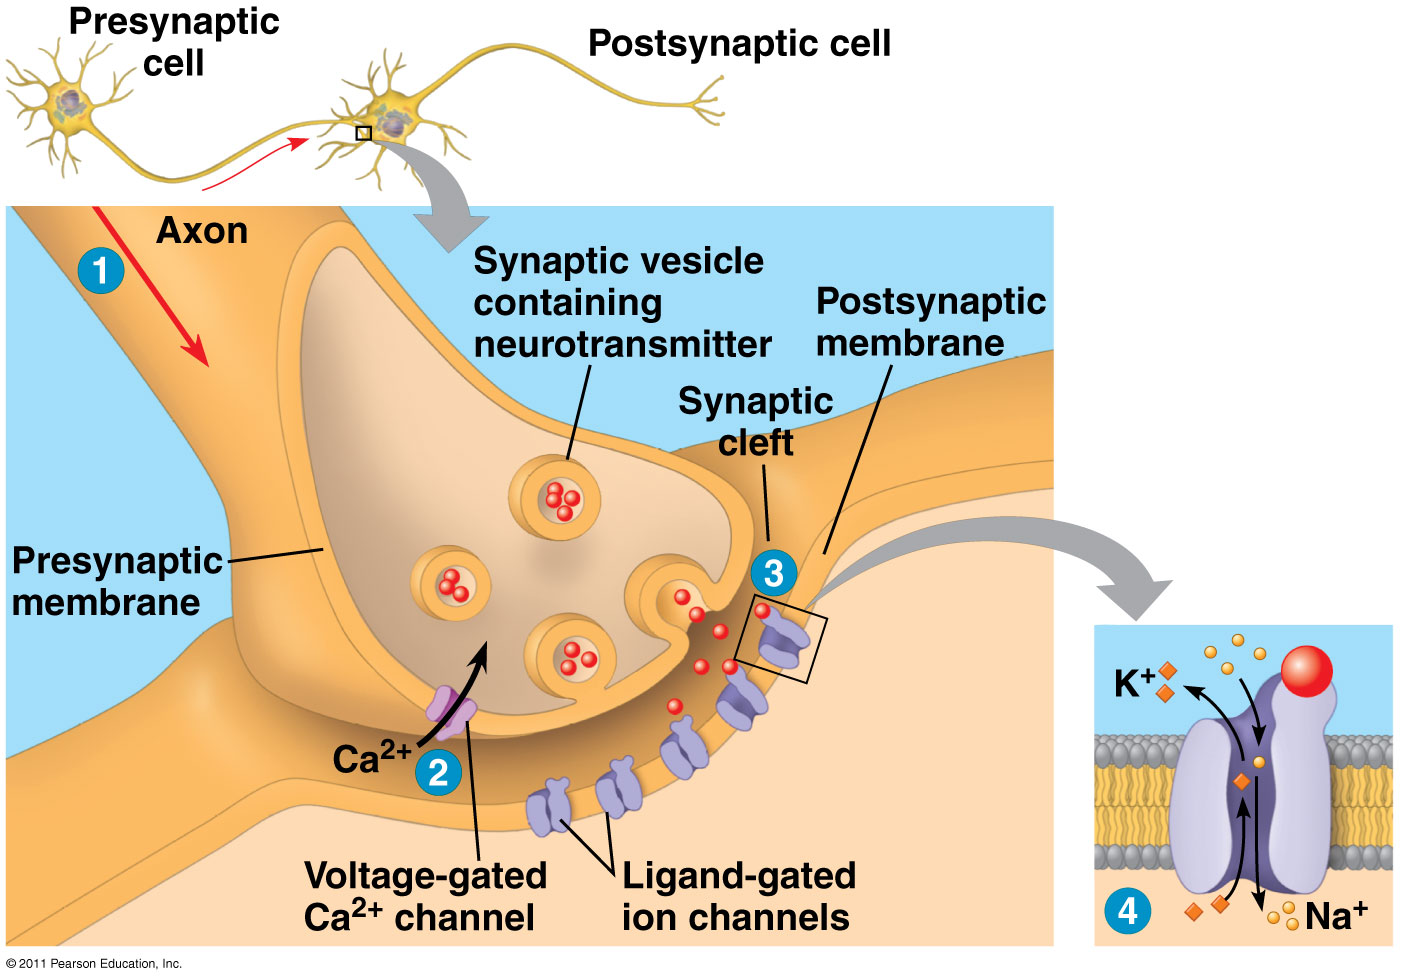 Presynaptic
cell
Postsynaptic cell
Axon
1
Synaptic vesicle
containing
neurotransmitter
Postsynaptic
membrane
Synaptic
cleft
Presynaptic
membrane
3
K+
Ca2+
2
Voltage-gated
Ca2+ channel
Ligand-gated
ion channels
4
Na+
© 2011 Pearson Education, Inc.